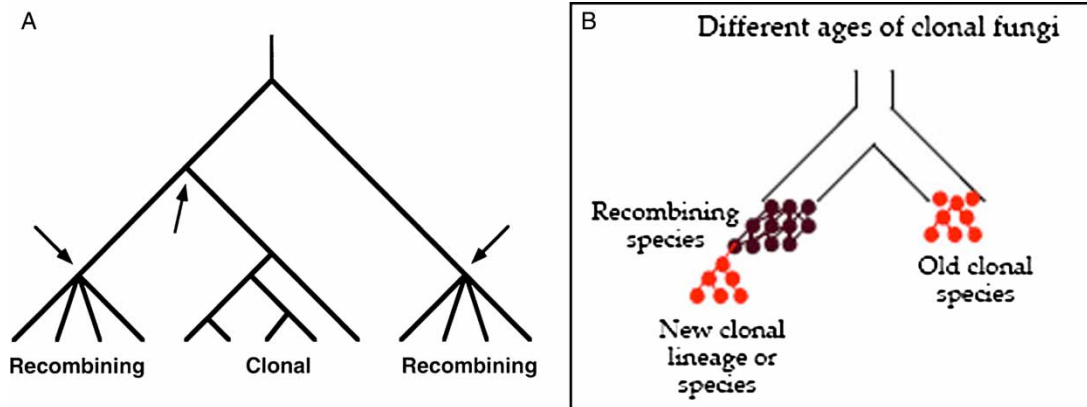 A
Recombining
Clonal
Recombining
B
Different ages of clonal fungi
Recombining
species
New clonal
lineage or
species
Old clonal
species